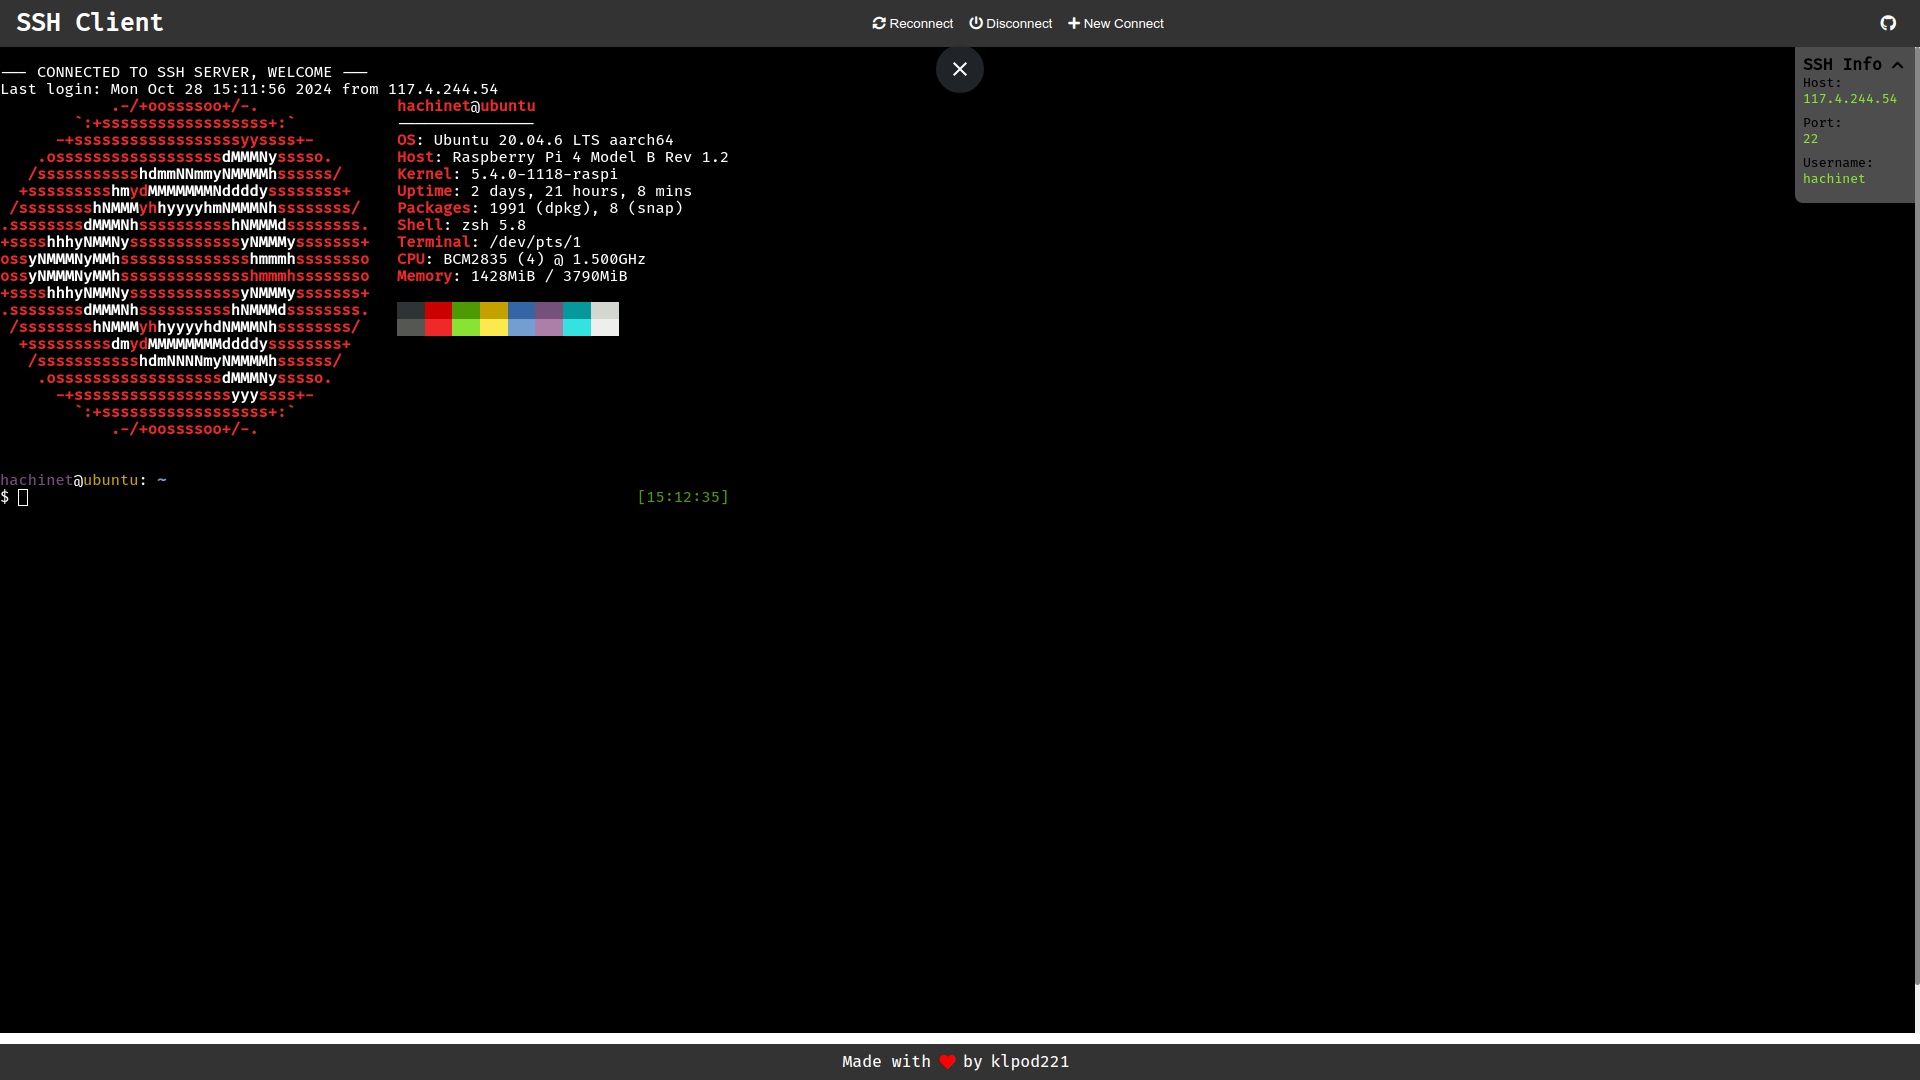 SSH Client
Reconnect Disconnect New Connect
--- CONNECTED TO SSH SERVER, WELCOME ---
Last login: Mon Oct 28 15:11:56 2024 from 117.4.244.54
.-/+oossssoo+/-. hachinet@ubuntu
`:+ssssssssssssssssss+:` ---------------
-+ssssssssssssssssssyyssss+- OS: Ubuntu 20.04.6 LTS aarch64
.ossssssssssssssssssdMMMNysssso. Host: Raspberry Pi 4 Model B Rev 1.2
/ssssssssssshdmmNNmmyNMMMMhssssss/ Kernel: 5.4.0-1118-raspi
+ssssssssshmydMMMMMMMNddddyssssssss+ Uptime: 2 days, 21 hours, 8 mins
/sssssssshNMMMyhhyyyyhmNMMMNhssssssss/ Packages: 1991 (dpkg), 8 (snap)
.ssssssssdMMMNhsssssssssshNMMMdssssssss. Shell: zsh 5.8
+sssshhhyNMMNyssssssssssssyNMMMysssssss+ Terminal: /dev/pts/1
ossyNMMMNyMMhsssssssssssssshmmmhssssssso CPU: BCM2835 (4) @ 1.500GHz
ossyNMMMNyMMhsssssssssssssshmmmhssssssso Memory: 1428MiB / 3790MiB
+sssshhhyNMMNyssssssssssssyNMMMysssssss+
.ssssssssdMMMNhsssssssssshNMMMdssssssss.
/sssssssshNMMMyhhyyyyhdNMMMNhssssssss/
+sssssssssdmydMMMMMMMMddddyssssssss+
/ssssssssssshdmNNNNmyNMMMMhssssss/
.ossssssssssssssssssdMMMNysssso.
-+sssssssssssssssssyyyssss+-
`:+ssssssssssssssssss+:`
.-/+oossssoo+/-.
hachinet@ubuntu: ~
$ [15:12:35]
SSH Info
Host:
117.4.244.54
Port:
22
Username:
hachinet
Made with by klpod221